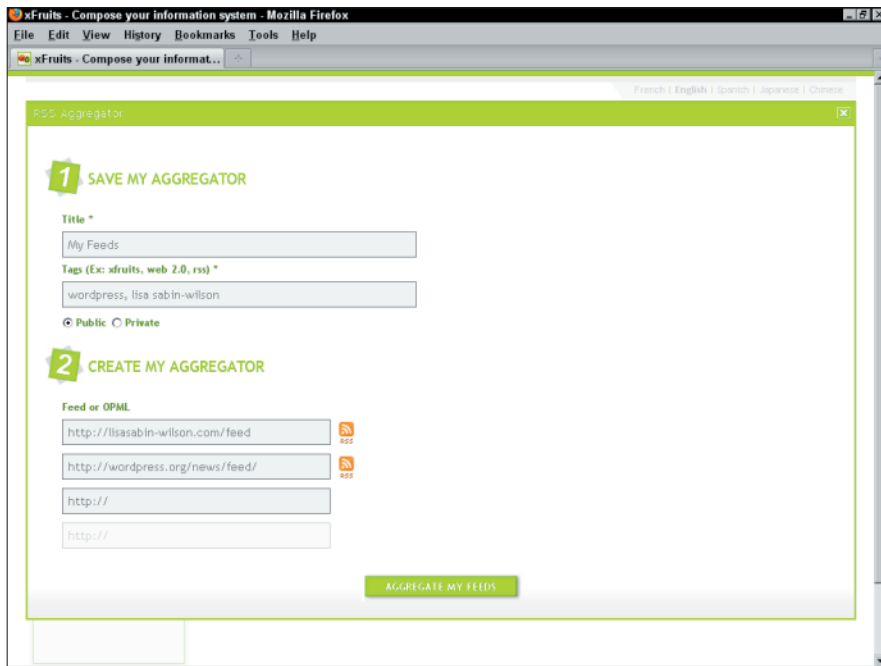 xFruits - Compose your information system - Mozilla Firefox
File Edit View History Bookmarks Tools Help
xFruits - Compose your informat...
French | English | Spanish | Japanese | Chinese
RSS Aggregator
1 SAVE MY AGGREGATOR
Title *
My Feeds
Tags (Ex: xfruits, web 2.0, rss) *
wordpress, lisa sabin-wilson
Public Private
2 CREATE MY AGGREGATOR
Feed or OPML
http://lisasabin-wilson.com/feed
RSS
http://wordpress.org/news/feed/
RSS
http://
http://
AGGREGATE MY FEEDS